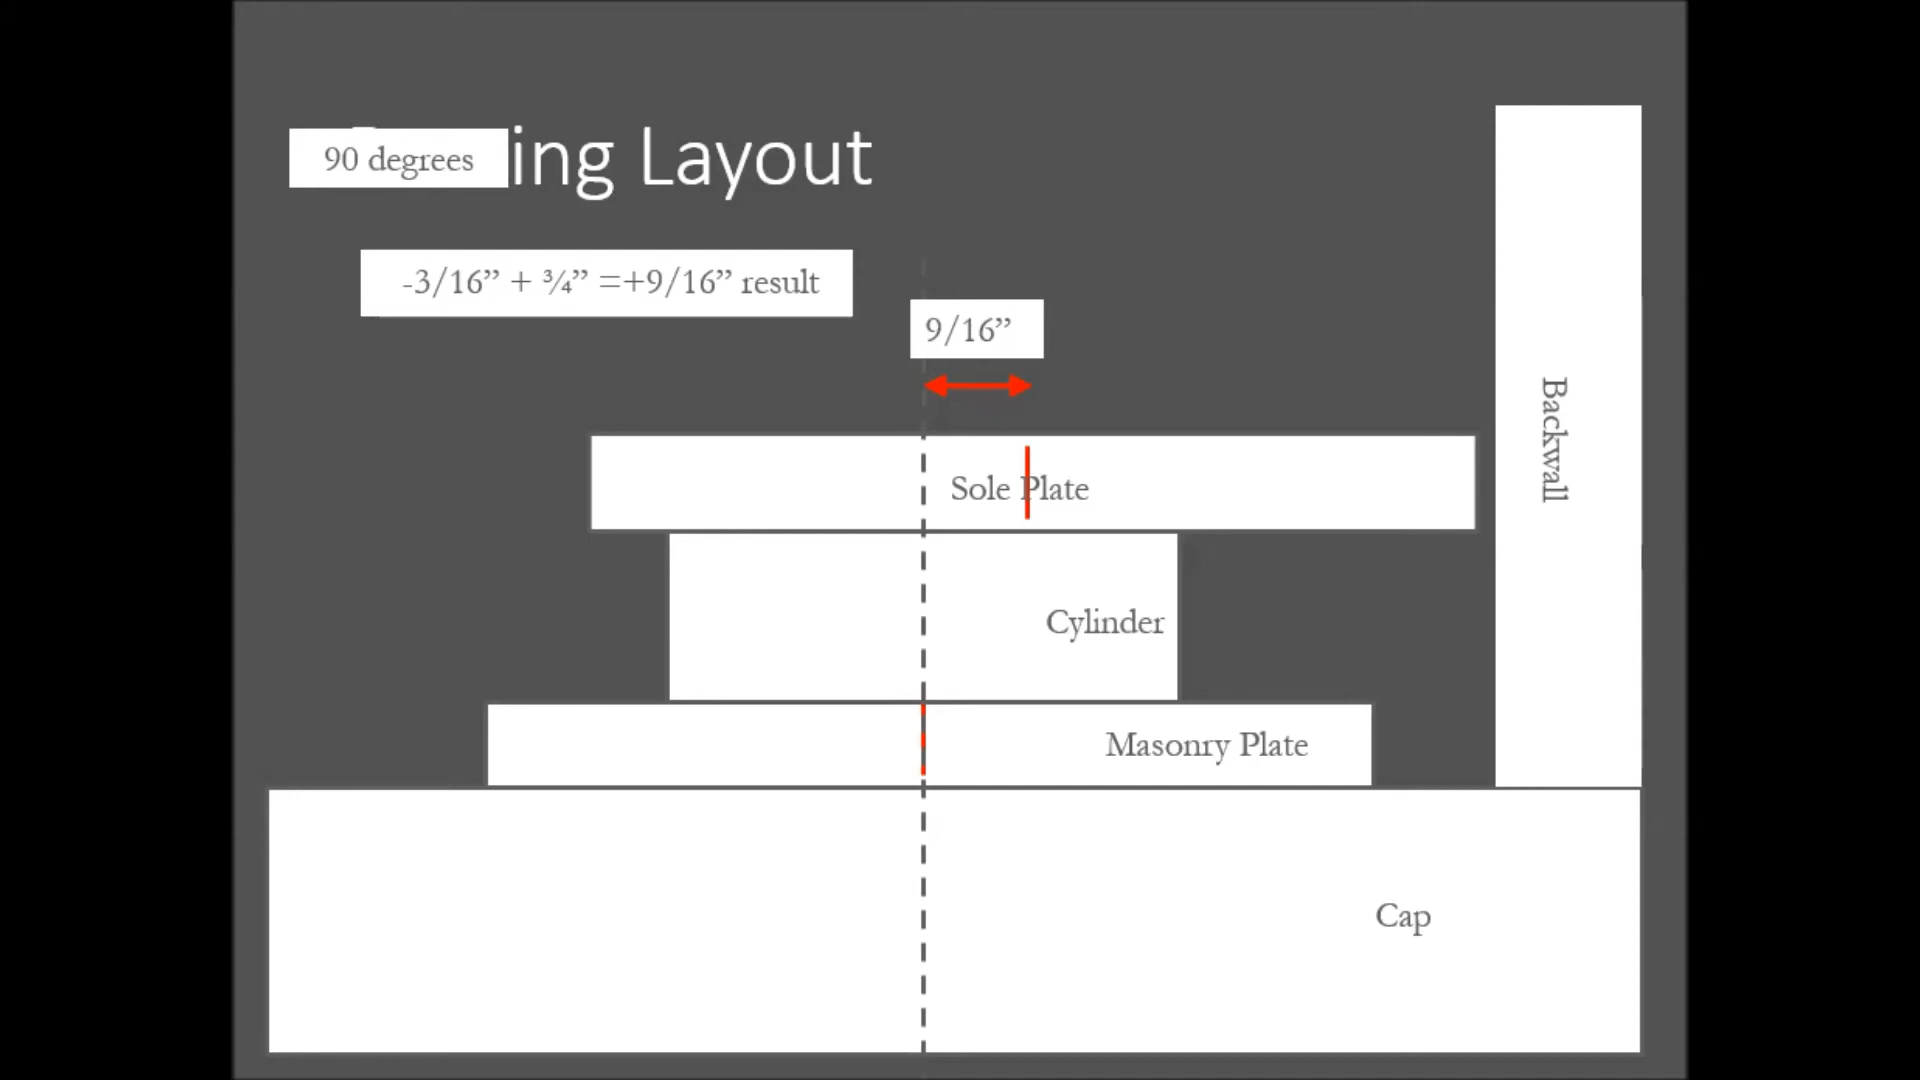 90 degrees
ing Layout
-3/16” + ¾” =+9/16” result
9/16”
Backwall
Sole Plate
Cylinder
Masonry Plate
Cap